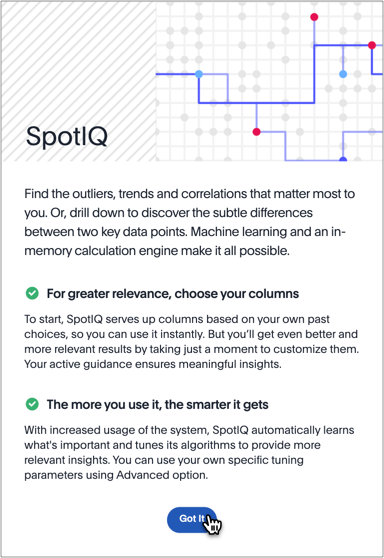 SpotIQ
Find the outliers, trends and correlations that matter most to
you. Or, drill down to discover the subtle differences
between two key data points. Machine learning and an in-
memory calculation engine make it all possible.
For greater relevance, choose your columns
To start, SpotIQ serves up columns based on your own past
choices, so you can use it instantly. But you'll get even better and
more relevant results by taking just a moment to customize them.
Your active guidance ensures meaningful insights.
The more you use it, the smarter it gets
With increased usage of the system, SpotIQ automatically learns
what's important and tunes its algorithms to provide more
relevant insights. You can use your own specific tuning
parameters using Advanced option.
Got It